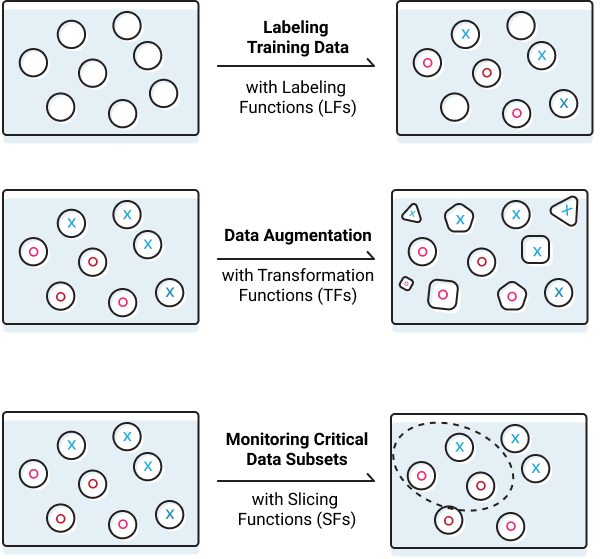 Labeling
Training Data
with Labeling
Functions (LFs)
X
X
O
O
X
O
Data Augmentation
with Transformation
Functions (TFs)
X
X
X
O
O
O
O
X
X
X
X
X
O
O
X
O
O
O
X
Monitoring Critical
Data Subsets
with Slicing
Functions (SFs)
X
X
X
O
O
O
O
X
X
X
X
O
O
O
O